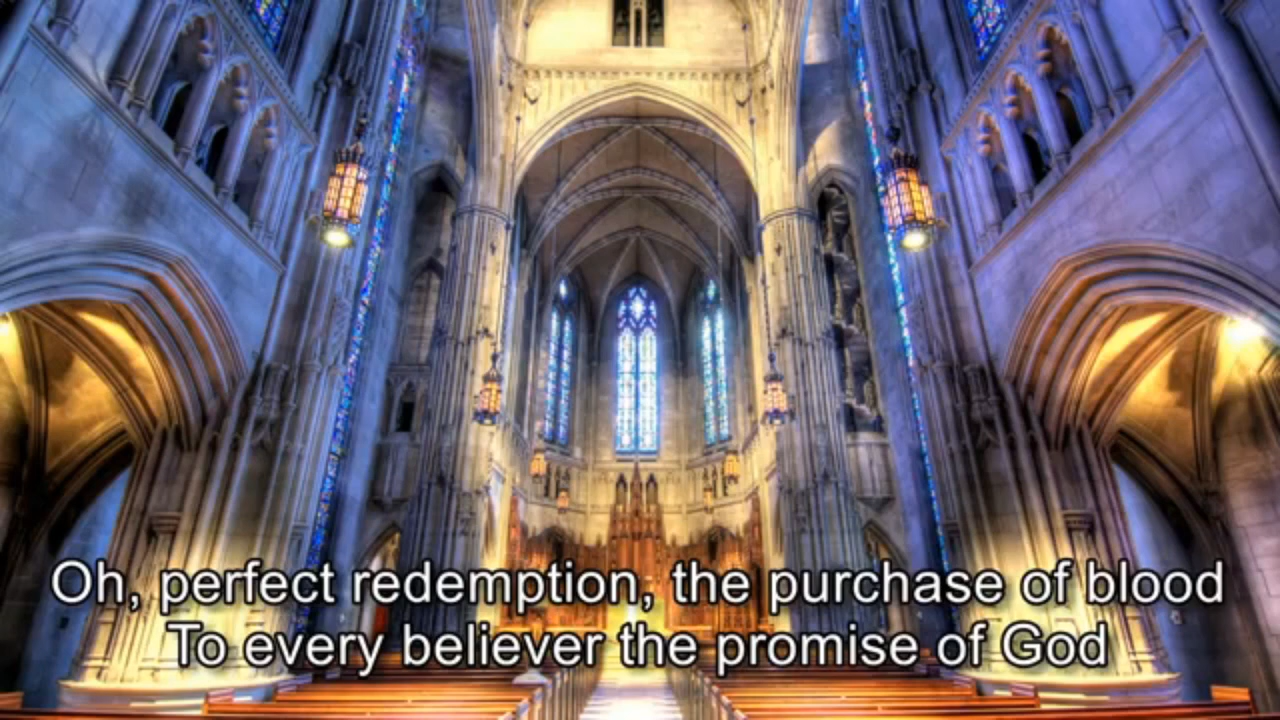 Oh, perfect redemption, the purchase of blood
To every believer the promise of God